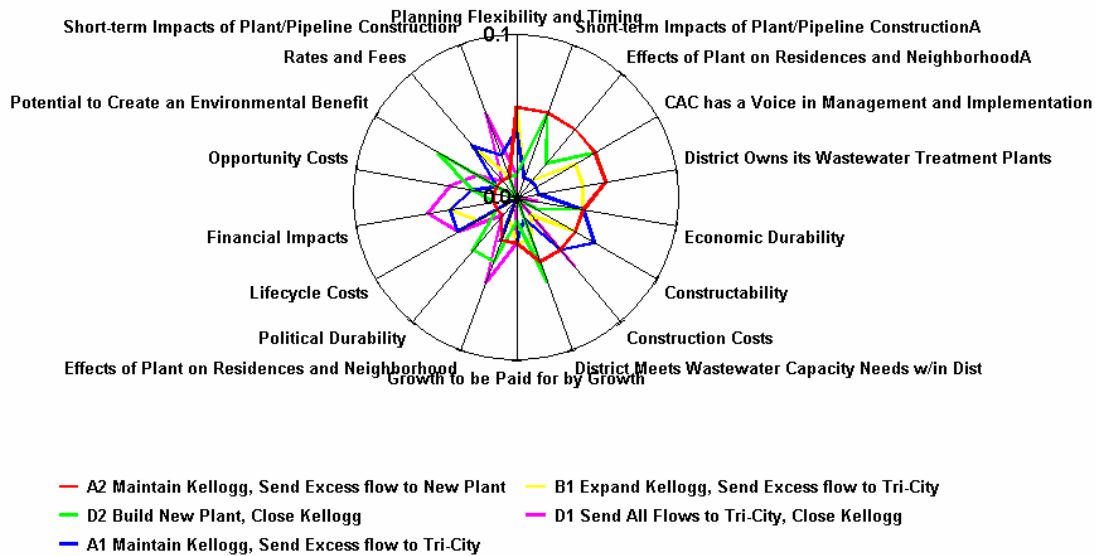 Planning Flexibility and Timing
Short-term Impacts of Plant/Pipeline Construction
Short-term Impacts of Plant/Pipeline ConstructionA
0.1
Rates and Fees
Effects of Plant on Residences and NeighborhoodA
Potential to Create an Environmental Benefit
CAC has a Voice in Management and Implementation
Opportunity Costs
District Owns its Wastewater Treatment Plants
0.0
Financial Impacts
Economic Durability
Lifecycle Costs
Constructability
Political Durability
Construction Costs
Effects of Plant on Residences and Neighborhood
District Meets Wastewater Capacity Needs w/in Dist
Growth to be Paid for by Growth
A2 Maintain Kellogg, Send Excess flow to New Plant
B1 Expand Kellogg, Send Excess flow to Tri-City
D2 Build New Plant, Close Kellogg
D1 Send All Flows to Tri-City, Close Kellogg
A1 Maintain Kellogg, Send Excess flow to Tri-City